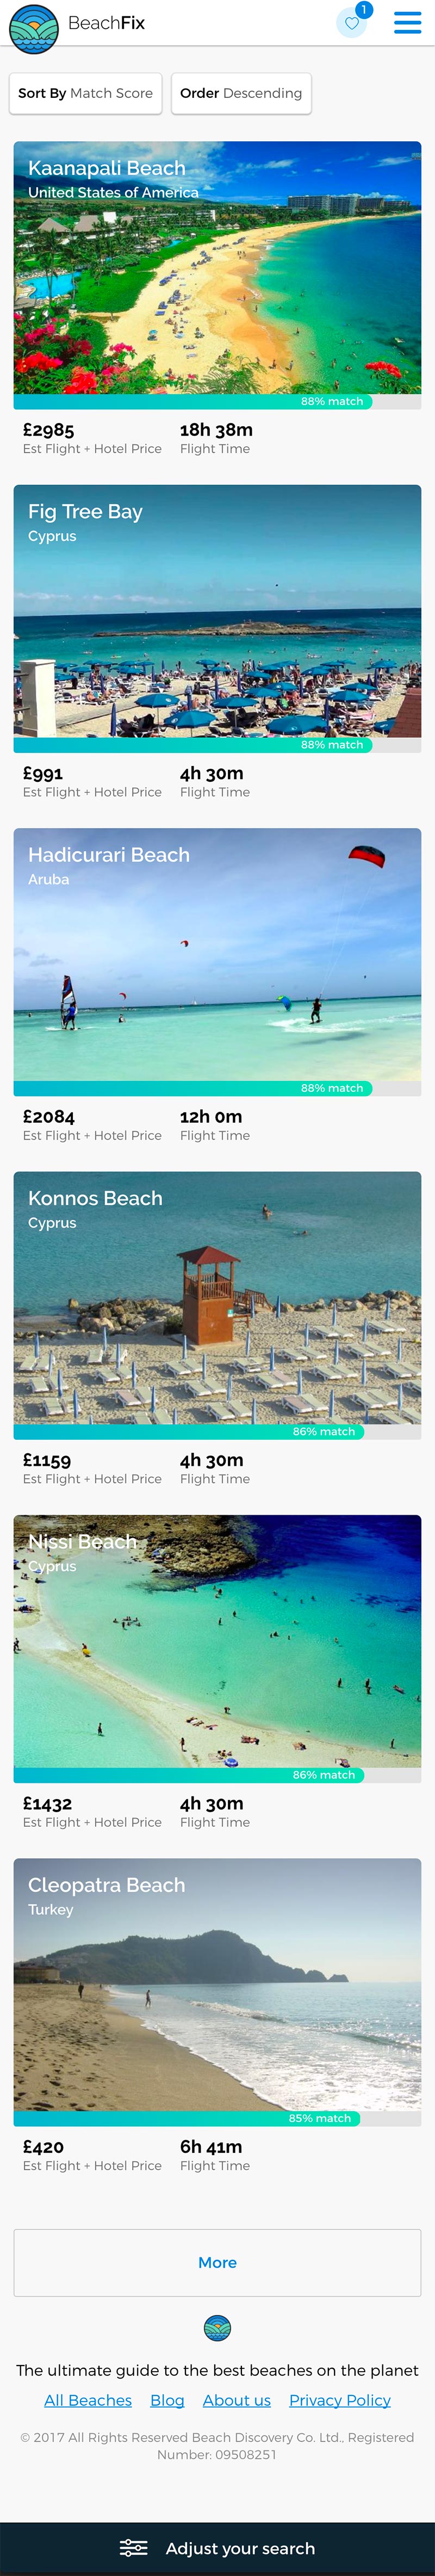 BeachFix
1
Sort By Match Score
Order Descending
Kaanapali Beach
United States of America
88% match
£2985
18h 38m
Est Flight + Hotel Price
Flight Time
Fig Tree Bay
Cyprus
88% match
£991
4h 30m
Est Flight + Hotel Price
Flight Time
Hadicurari Beach
Aruba
88% match
£2084
12h 0m
Est Flight + Hotel Price
Flight Time
Konnos Beach
Cyprus
86% match
£1159
4h 30m
Est Flight + Hotel Price
Flight Time
Nissi Beach
Cyprus
86% match
£1432
4h 30m
Est Flight + Hotel Price
Flight Time
Cleopatra Beach
Turkey
85% match
£420
6h 41m
Est Flight + Hotel Price
Flight Time
More
The ultimate guide to the best beaches on the planet
All Beaches Blog About us Privacy Policy
© 2017 All Rights Reserved Beach Discovery Co. Ltd., Registered
Number: 09508251
Adjust your search